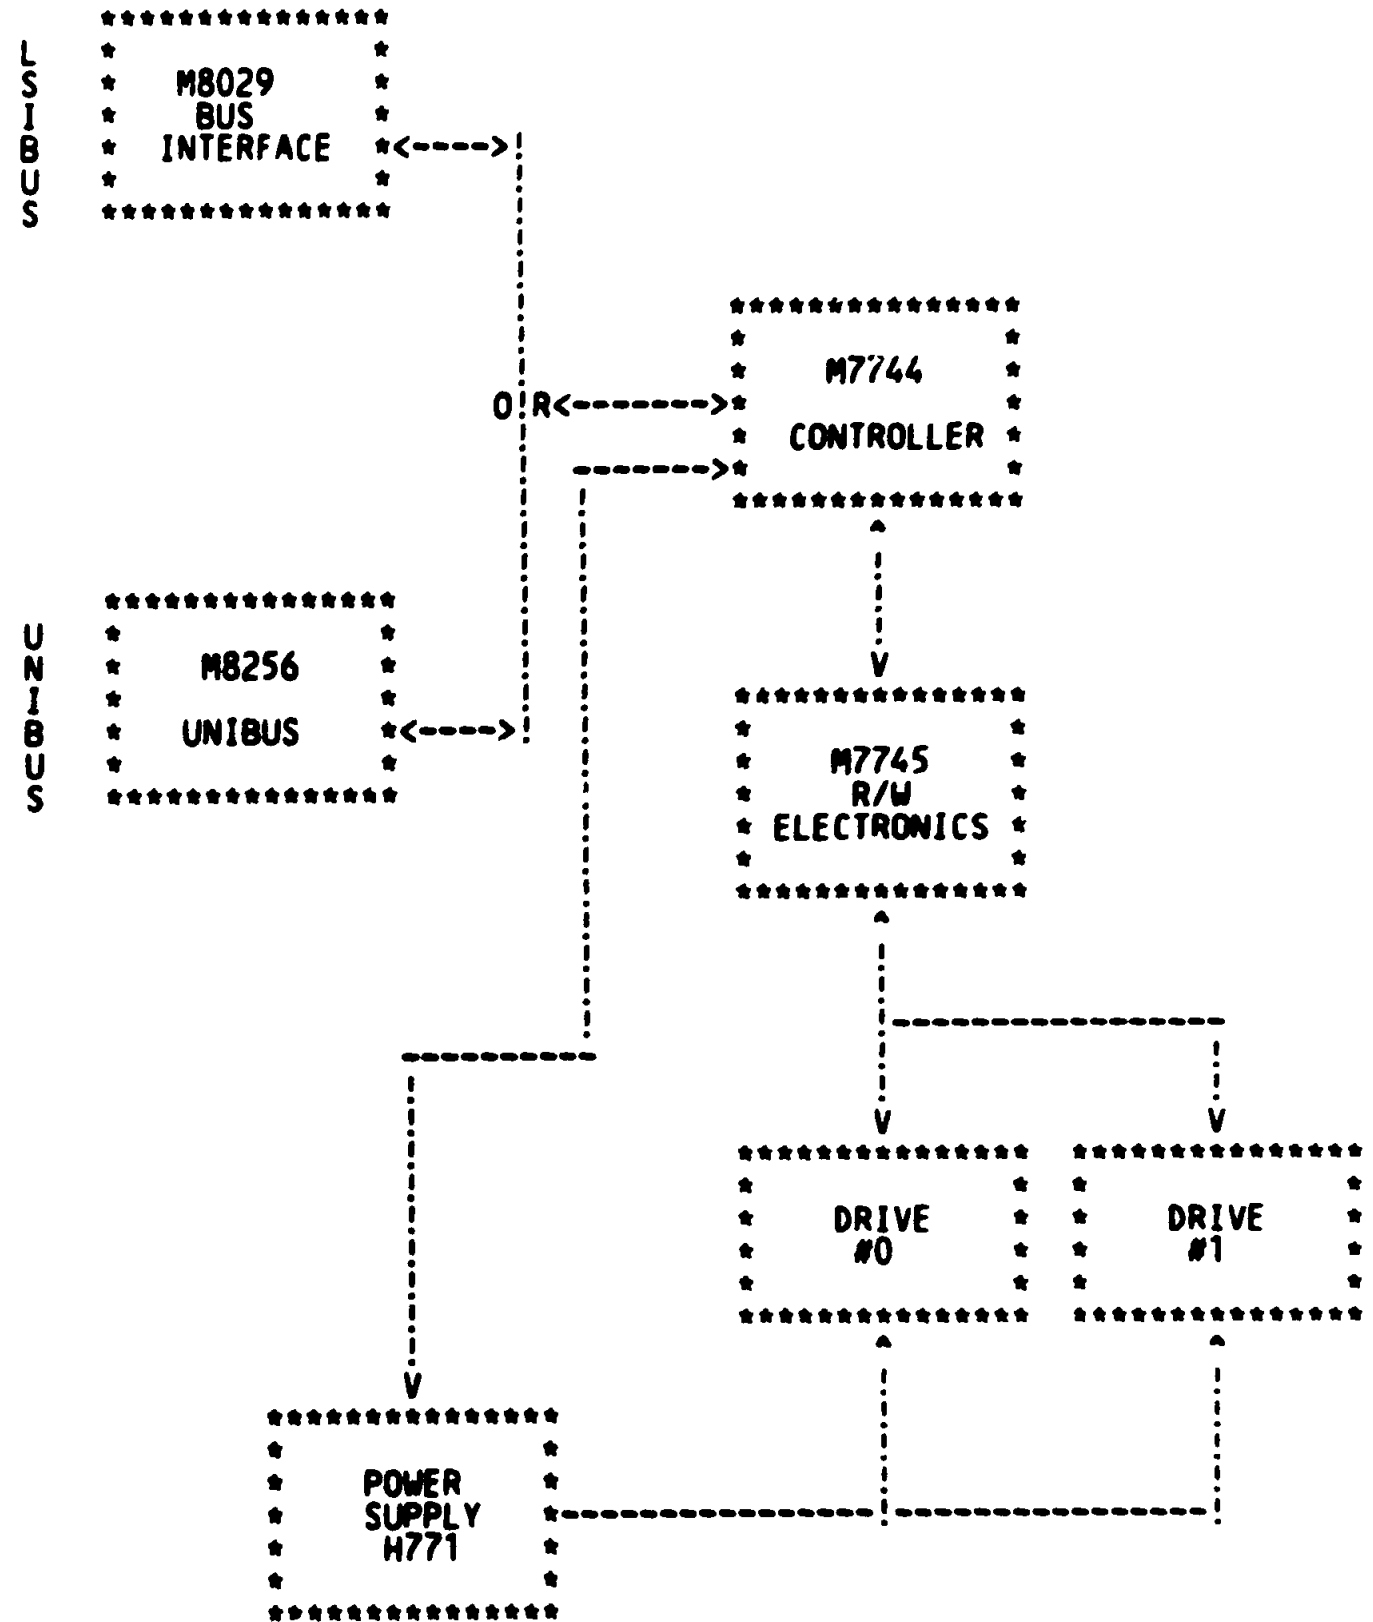 LSIBUS
M8029
BUS
INTERFACE
M7744
CONTROLLER
OR
UNIBUS
M8256
UNIBUS
M7745
R/W
ELECTRONICS
DRIVE
#0
DRIVE
#1
POWER
SUPPLY
H771